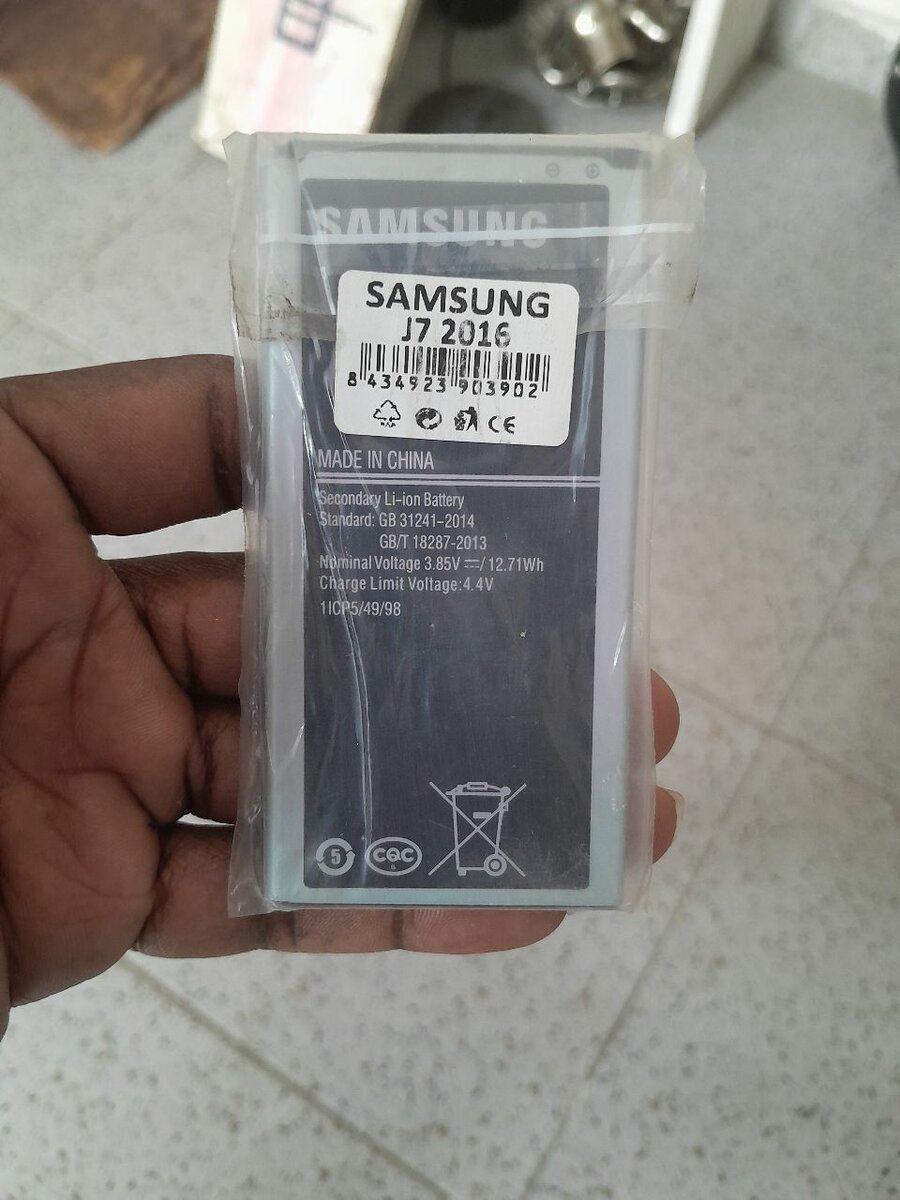 SAMSUNG
SAMSUNG
J7 2016
8 434923 903902
CE
MADE IN CHINA
Secondary Li-ion Battery
Standard: GB 31241-2014
GB/T 18287-2013
Nominal Voltage 3.85V ⎓/ 12.71Wh
Charge Limit Voltage:4.4V
1ICP5/49/98
5 CQC